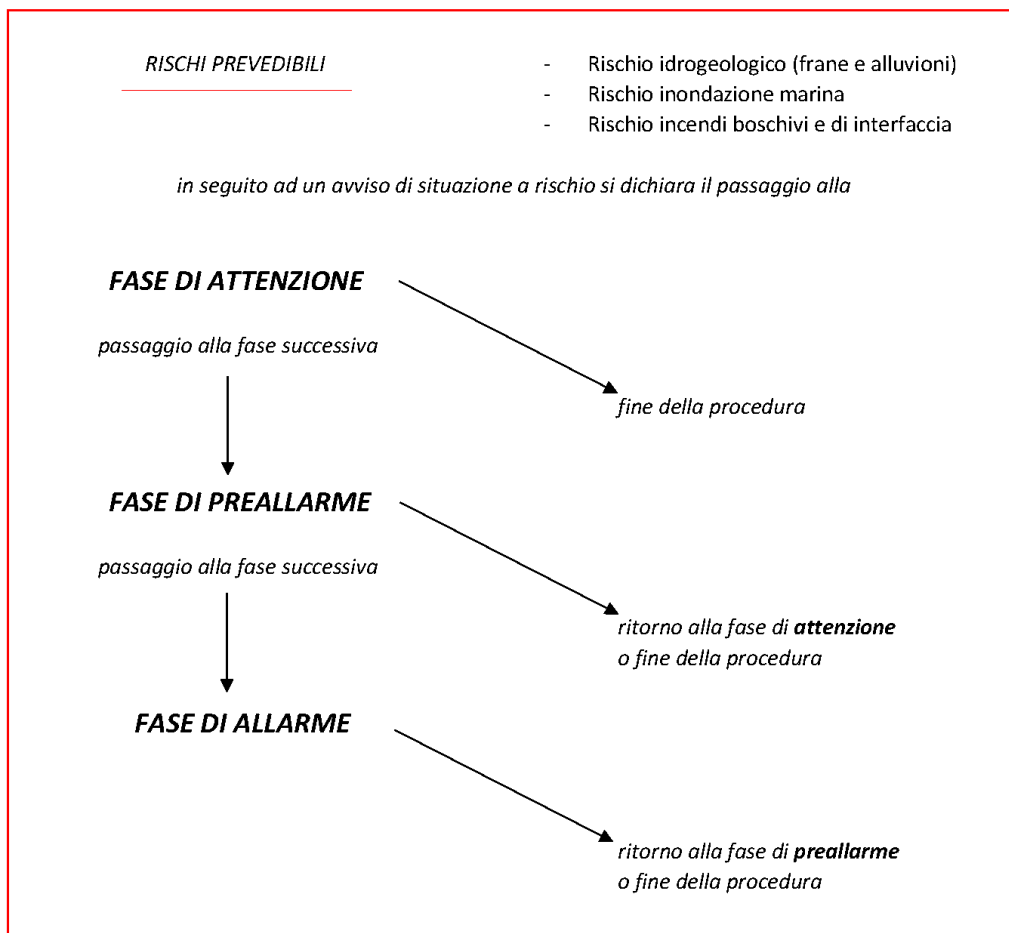 RISCHI PREVEDIBILI
- Rischio idrogeologico (frane e alluvioni)
- Rischio inondazione marina
- Rischio incendi boschivi e di interfaccia
in seguito ad un avviso di situazione a rischio si dichiara il passaggio alla
FASE DI ATTENZIONE
passaggio alla fase successiva
fine della procedura
FASE DI PREALLARME
passaggio alla fase successiva
ritorno alla fase di attenzione
o fine della procedura
FASE DI ALLARME
ritorno alla fase di preallarme
o fine della procedura